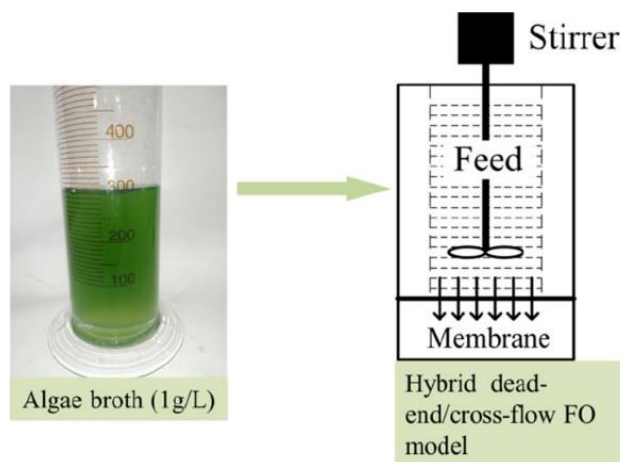 400
300
200
100
Algae broth (1g/L)
Stirrer
Feed
Membrane
Hybrid dead-
end/cross-flow FO
model